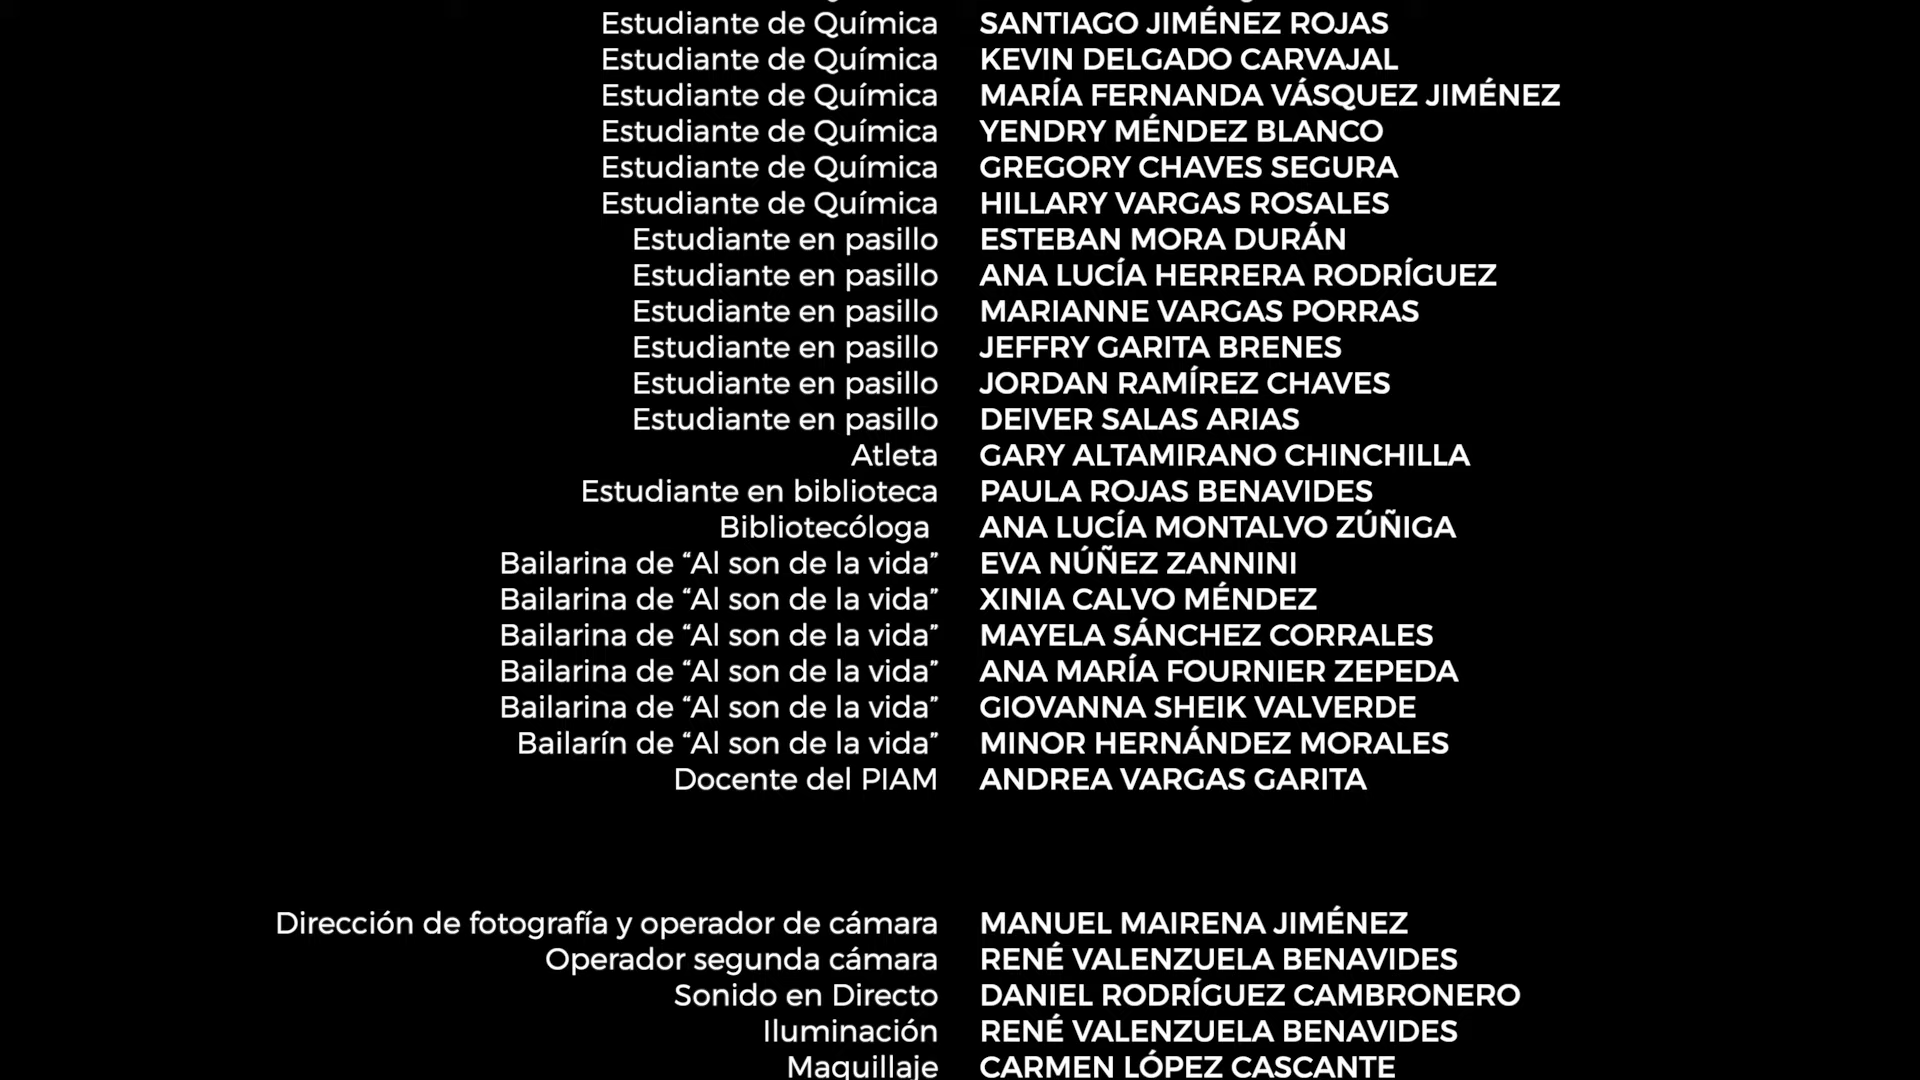 Estudiante de Química SANTIAGO JIMÉNEZ ROJAS
Estudiante de Química KEVIN DELGADO CARVAJAL
Estudiante de Química MARÍA FERNANDA VÁSQUEZ JIMÉNEZ
Estudiante de Química YENDRY MÉNDEZ BLANCO
Estudiante de Química GREGORY CHAVES SEGURA
Estudiante de Química HILLARY VARGAS ROSALES
Estudiante en pasillo ESTEBAN MORA DURÁN
Estudiante en pasillo ANA LUCÍA HERRERA RODRÍGUEZ
Estudiante en pasillo MARIANNE VARGAS PORRAS
Estudiante en pasillo JEFFRY GARITA BRENES
Estudiante en pasillo JORDAN RAMÍREZ CHAVES
Estudiante en pasillo DEIVER SALAS ARIAS
Atleta GARY ALTAMIRANO CHINCHILLA
Estudiante en biblioteca PAULA ROJAS BENAVIDES
Bibliotecóloga ANA LUCÍA MONTALVO ZÚÑIGA
Bailarina de “Al son de la vida” EVA NÚÑEZ ZANNINI
Bailarina de “Al son de la vida” XINIA CALVO MÉNDEZ
Bailarina de “Al son de la vida” MAYELA SÁNCHEZ CORRALES
Bailarina de “Al son de la vida” ANA MARÍA FOURNIER ZEPEDA
Bailarina de “Al son de la vida” GIOVANNA SHEIK VALVERDE
Bailarín de “Al son de la vida” MINOR HERNÁNDEZ MORALES
Docente del PIAM ANDREA VARGAS GARITA
Dirección de fotografía y operador de cámara MANUEL MAIRENA JIMÉNEZ
Operador segunda cámara RENÉ VALENZUELA BENAVIDES
Sonido en Directo DANIEL RODRÍGUEZ CAMBRONERO
Iluminación RENÉ VALENZUELA BENAVIDES
Maquillaje CARMEN LÓPEZ CASCANTE